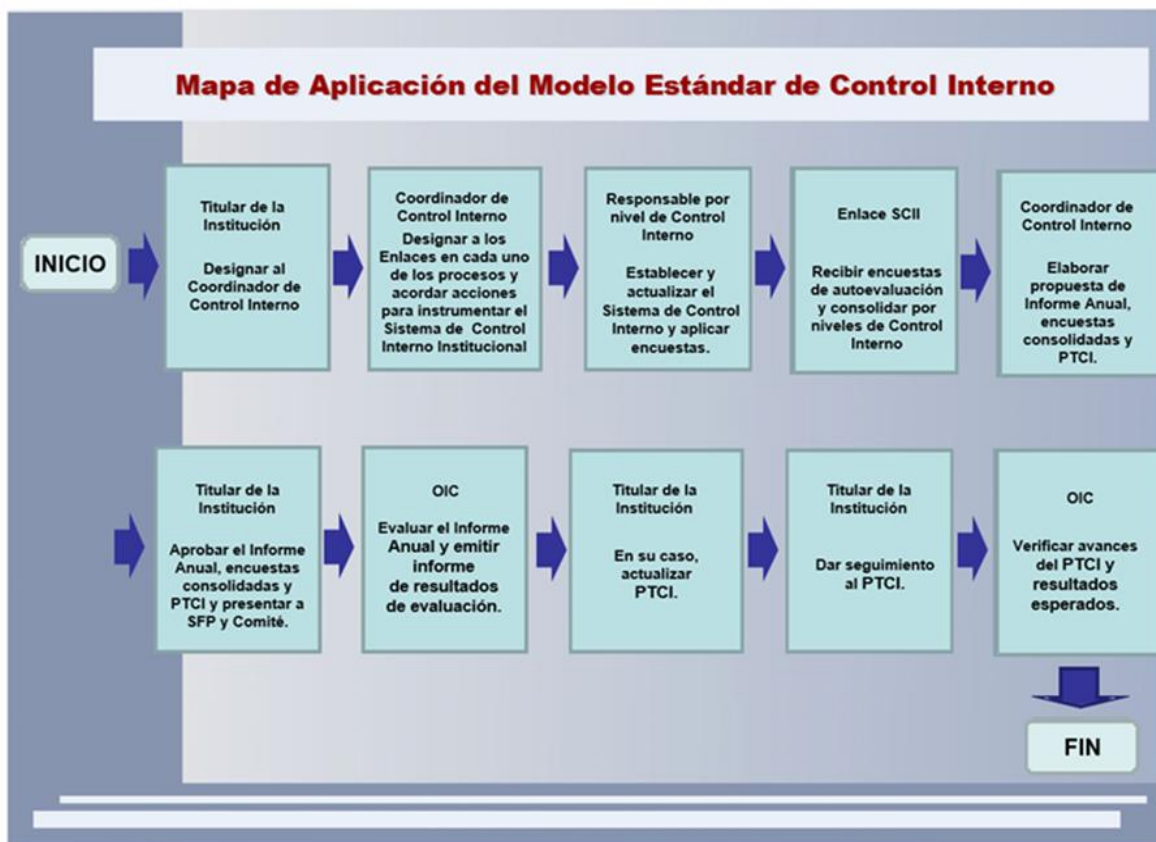 Mapa de Aplicación del Modelo Estándar de Control Interno
INICIO
Titular de la
Institución
Designar al
Coordinador de
Control Interno
Coordinador de
Control Interno
Designar a los
Enlaces en cada uno
de los procesos y
acordar acciones
para instrumentar el
Sistema de Control
Interno Institucional
Responsable por
nivel de Control
Interno
Establecer y
actualizar el
Sistema de Control
Interno y aplicar
encuestas.
Enlace SCII
Recibir encuestas
de autoevaluación
y consolidar por
niveles de Control
Interno
Coordinador de
Control Interno
Elaborar
propuesta de
Informe Anual,
encuestas
consolidadas y
PTCI.
Titular de la
Institución
Aprobar el Informe
Anual, encuestas
consolidadas y
PTCI y presentar a
SFP y Comité.
OIC
Evaluar el Informe
Anual y emitir
informe
de resultados
de evaluación.
Titular de la
Institución
En su caso,
actualizar
PTCI.
Titular de la
Institución
Dar seguimiento
al PTCI.
OIC
Verificar avances
del PTCI y
resultados
esperados.
FIN